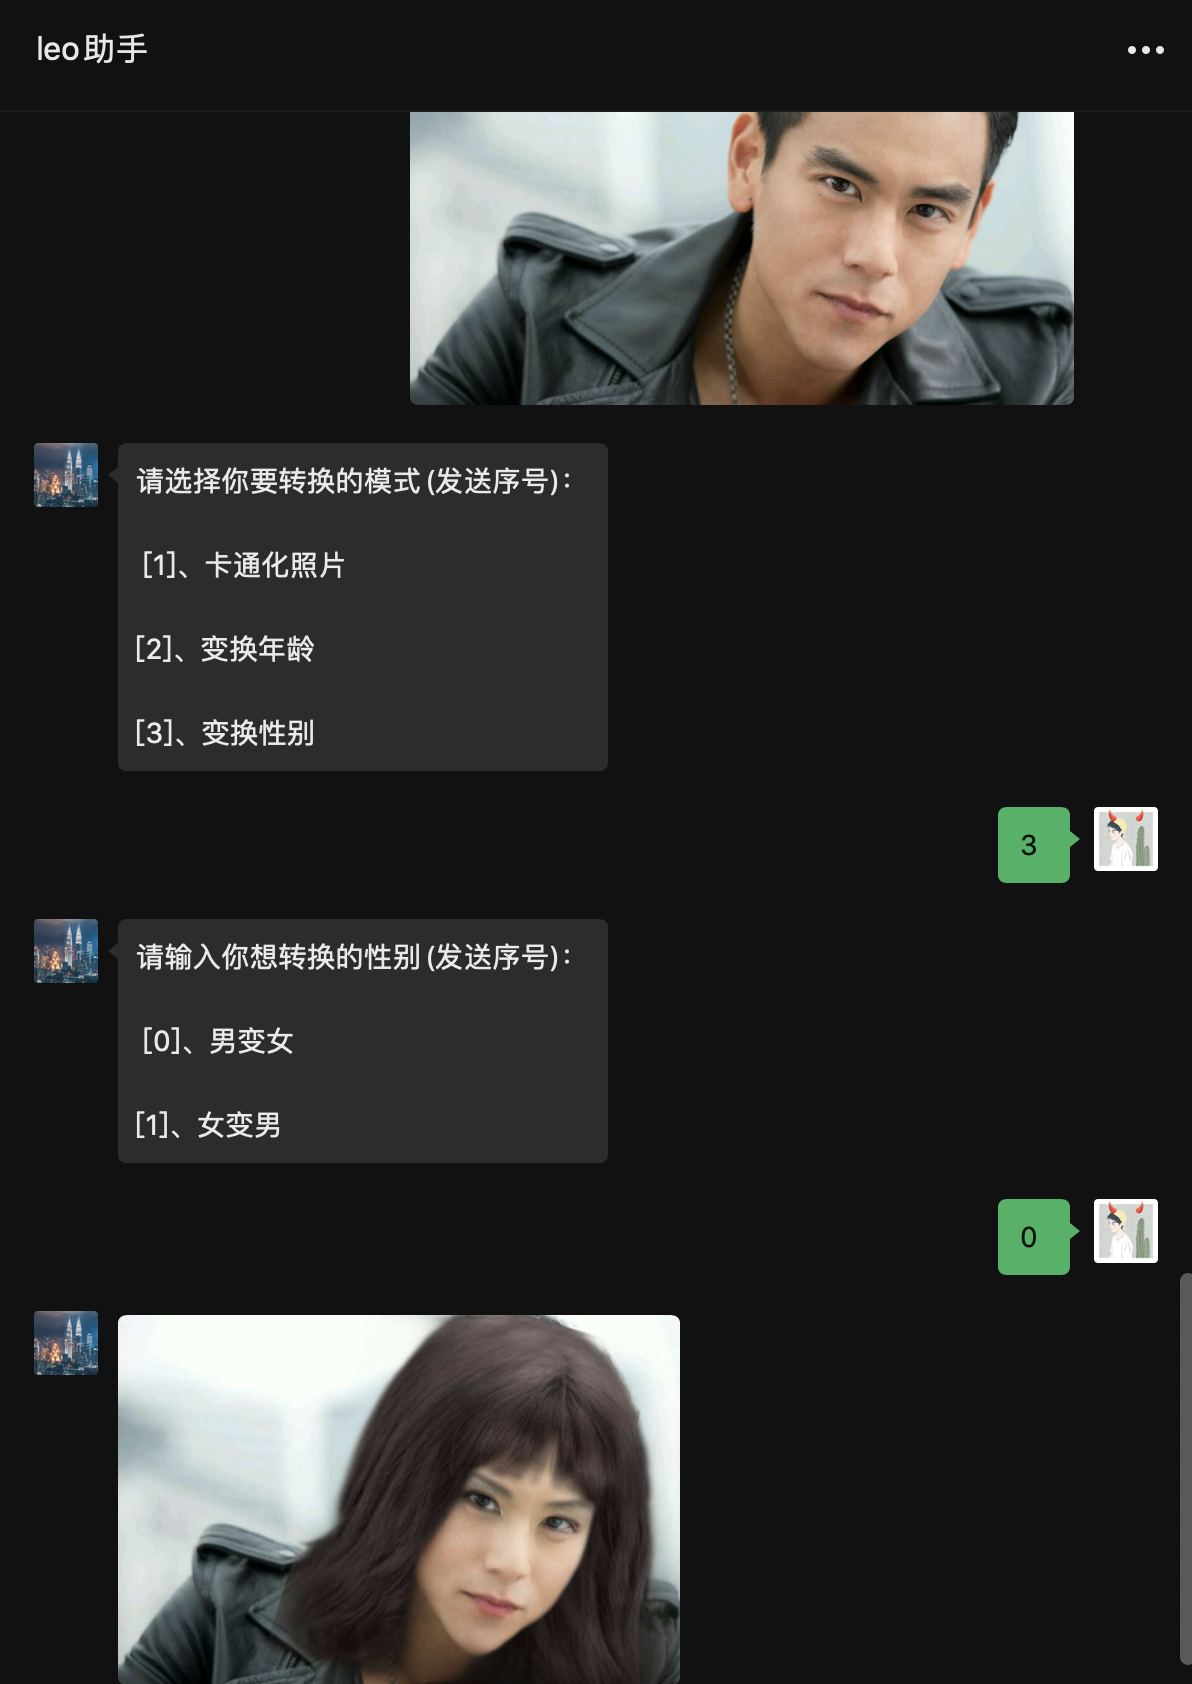 leo助手
请选择你要转换的模式(发送序号)：
[1]、卡通化照片
[2]、变换年龄
[3]、变换性别
3
请输入你想转换的性别(发送序号)：
[0]、男变女
[1]、女变男
0